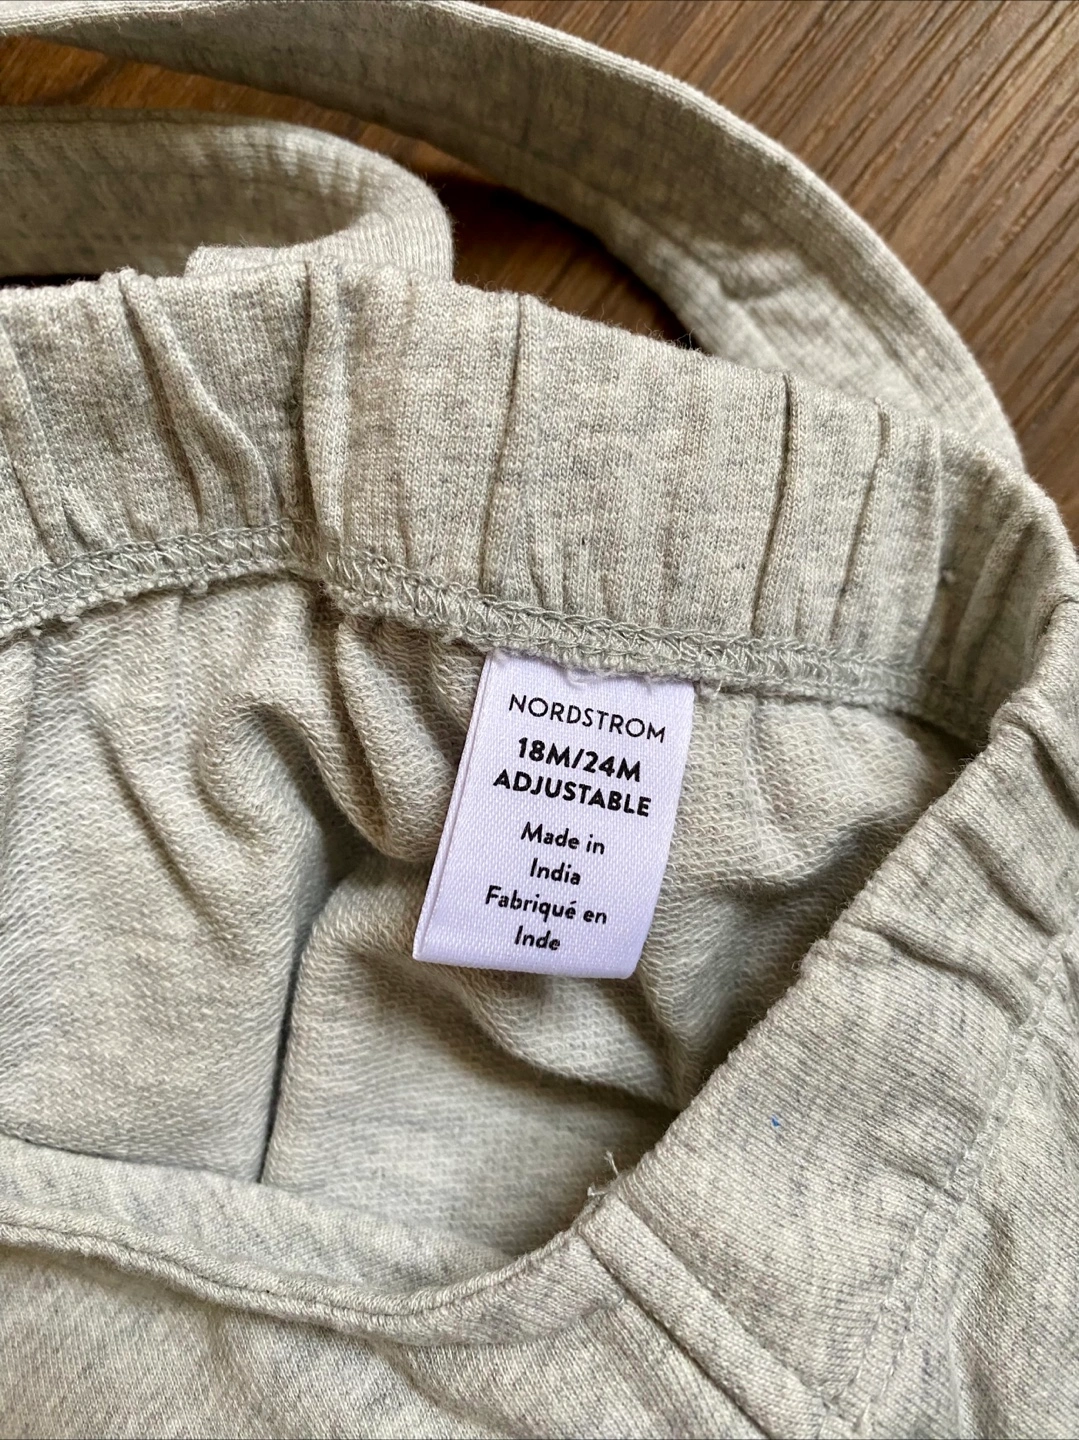 NORDSTROM
18M/24M
ADJUSTABLE
Made in
India
Fabriqué en
Inde